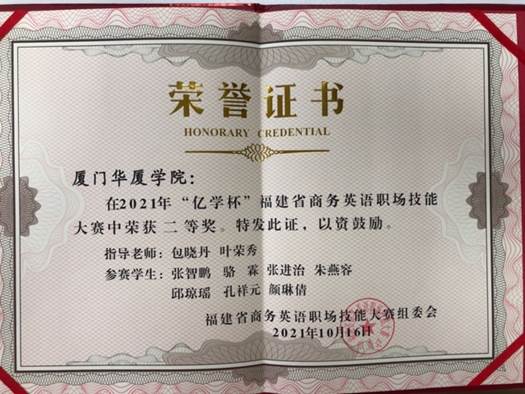 荣誉证书
HONORARY CREDENTIAL
厦门华厦学院：
在2021年“亿学杯”福建省商务英语职场技能
大赛中荣获 二等奖。特发此证，以资鼓励。
指导老师：包晓丹 叶荣秀
参赛学生：张智鹏 骆霖 张进治 朱燕容
邱琼瑶 孔祥元 颜琳倩
福建省商务英语职场技能大赛组委会
2021年10月16日